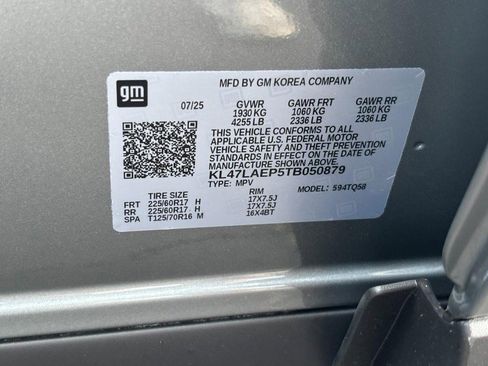 gm
MFD BY GM KOREA COMPANY
07/25 GVWR GAWR FRT GAWR RR
1930 KG 1060 KG 1060 KG
4255 LB 2336 LB 2336 LB
THIS VEHICLE CONFORMS TO ALL
APPLICABLE U.S. FEDERAL MOTOR
VEHICLE SAFETY AND THEFT PREVENTION
STANDARDS IN EFFECT ON THE DATE OF
MANUFACTURE SHOWN ABOVE.
KL47LAEP5TB050879
TYPE: MPV MODEL: 594TQ58
TIRE SIZE RIM
FRT 225/60R17 H 17X7.5J
RR 225/60R17 H 17X7.5J
SPA T125/70R16 M 16X4BT